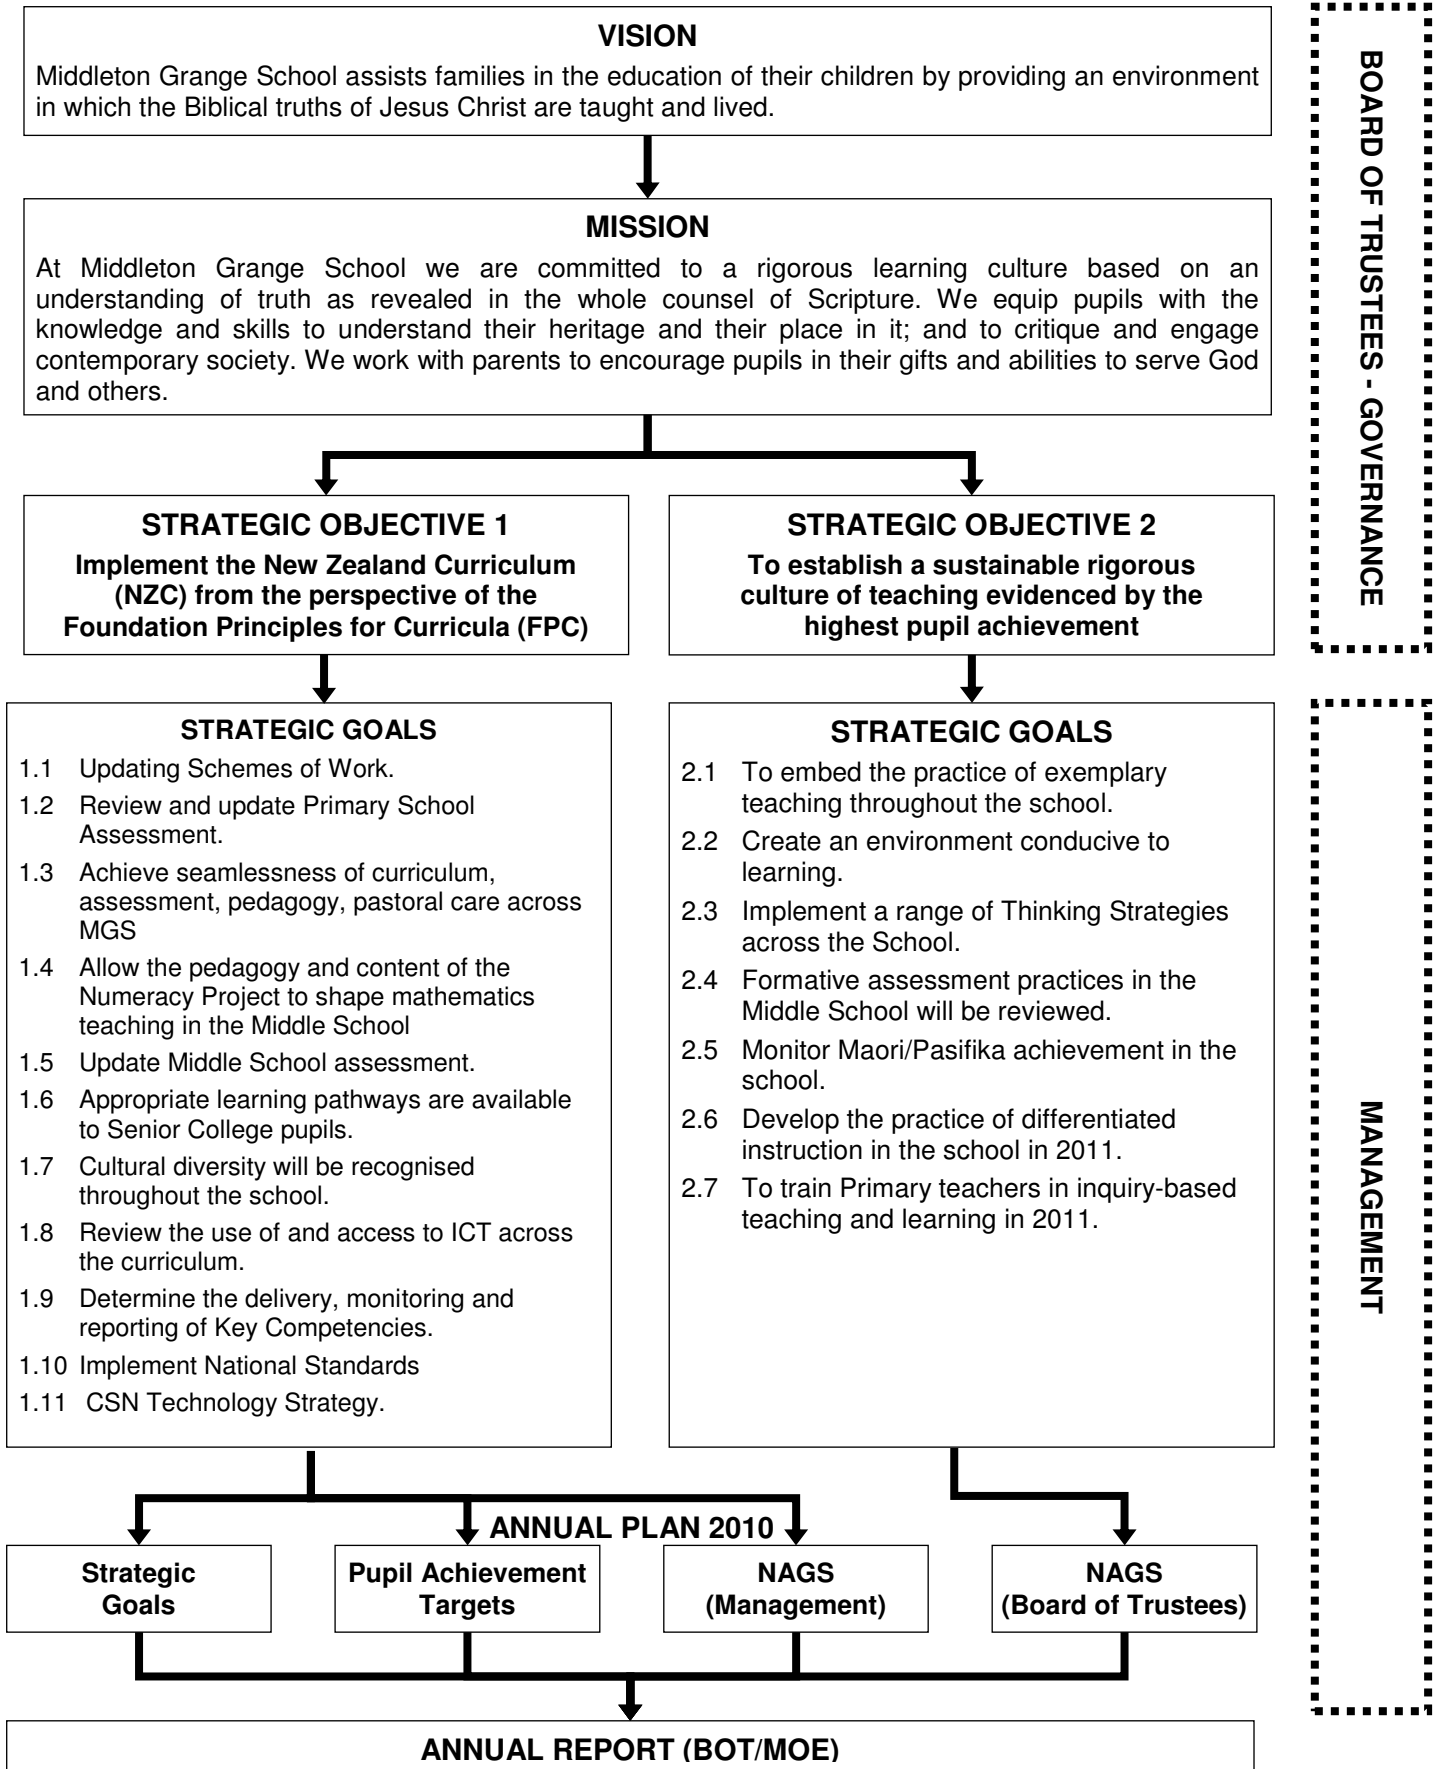 VISION
Middleton Grange School assists families in the education of their children by providing an environment
in which the Biblical truths of Jesus Christ are taught and lived.
MISSION
At Middleton Grange School we are committed to a rigorous learning culture based on an
understanding of truth as revealed in the whole counsel of Scripture. We equip pupils with the
knowledge and skills to understand their heritage and their place in it; and to critique and engage
contemporary society. We work with parents to encourage pupils in their gifts and abilities to serve God
and others.
BOARD OF TRUSTEES - GOVERNANCE
STRATEGIC OBJECTIVE 1
Implement the New Zealand Curriculum
(NZC) from the perspective of the
Foundation Principles for Curricula (FPC)
STRATEGIC OBJECTIVE 2
To establish a sustainable rigorous
culture of teaching evidenced by the
highest pupil achievement
STRATEGIC GOALS
1.1 Updating Schemes of Work.
1.2 Review and update Primary School
Assessment.
1.3 Achieve seamlessness of curriculum,
assessment, pedagogy, pastoral care across
MGS
1.4 Allow the pedagogy and content of the
Numeracy Project to shape mathematics
teaching in the Middle School
1.5 Update Middle School assessment.
1.6 Appropriate learning pathways are available
to Senior College pupils.
1.7 Cultural diversity will be recognised
throughout the school.
1.8 Review the use of and access to ICT across
the curriculum.
1.9 Determine the delivery, monitoring and
reporting of Key Competencies.
1.10 Implement National Standards
1.11 CSN Technology Strategy.
STRATEGIC GOALS
2.1 To embed the practice of exemplary
teaching throughout the school.
2.2 Create an environment conducive to
learning.
2.3 Implement a range of Thinking Strategies
across the School.
2.4 Formative assessment practices in the
Middle School will be reviewed.
2.5 Monitor Maori/Pasifika achievement in the
school.
2.6 Develop the practice of differentiated
instruction in the school in 2011.
2.7 To train Primary teachers in inquiry-based
teaching and learning in 2011.
MANAGEMENT
ANNUAL PLAN 2010
Strategic
Goals
Pupil Achievement
Targets
NAGS
(Management)
NAGS
(Board of Trustees)
ANNUAL REPORT (BOT/MOE)